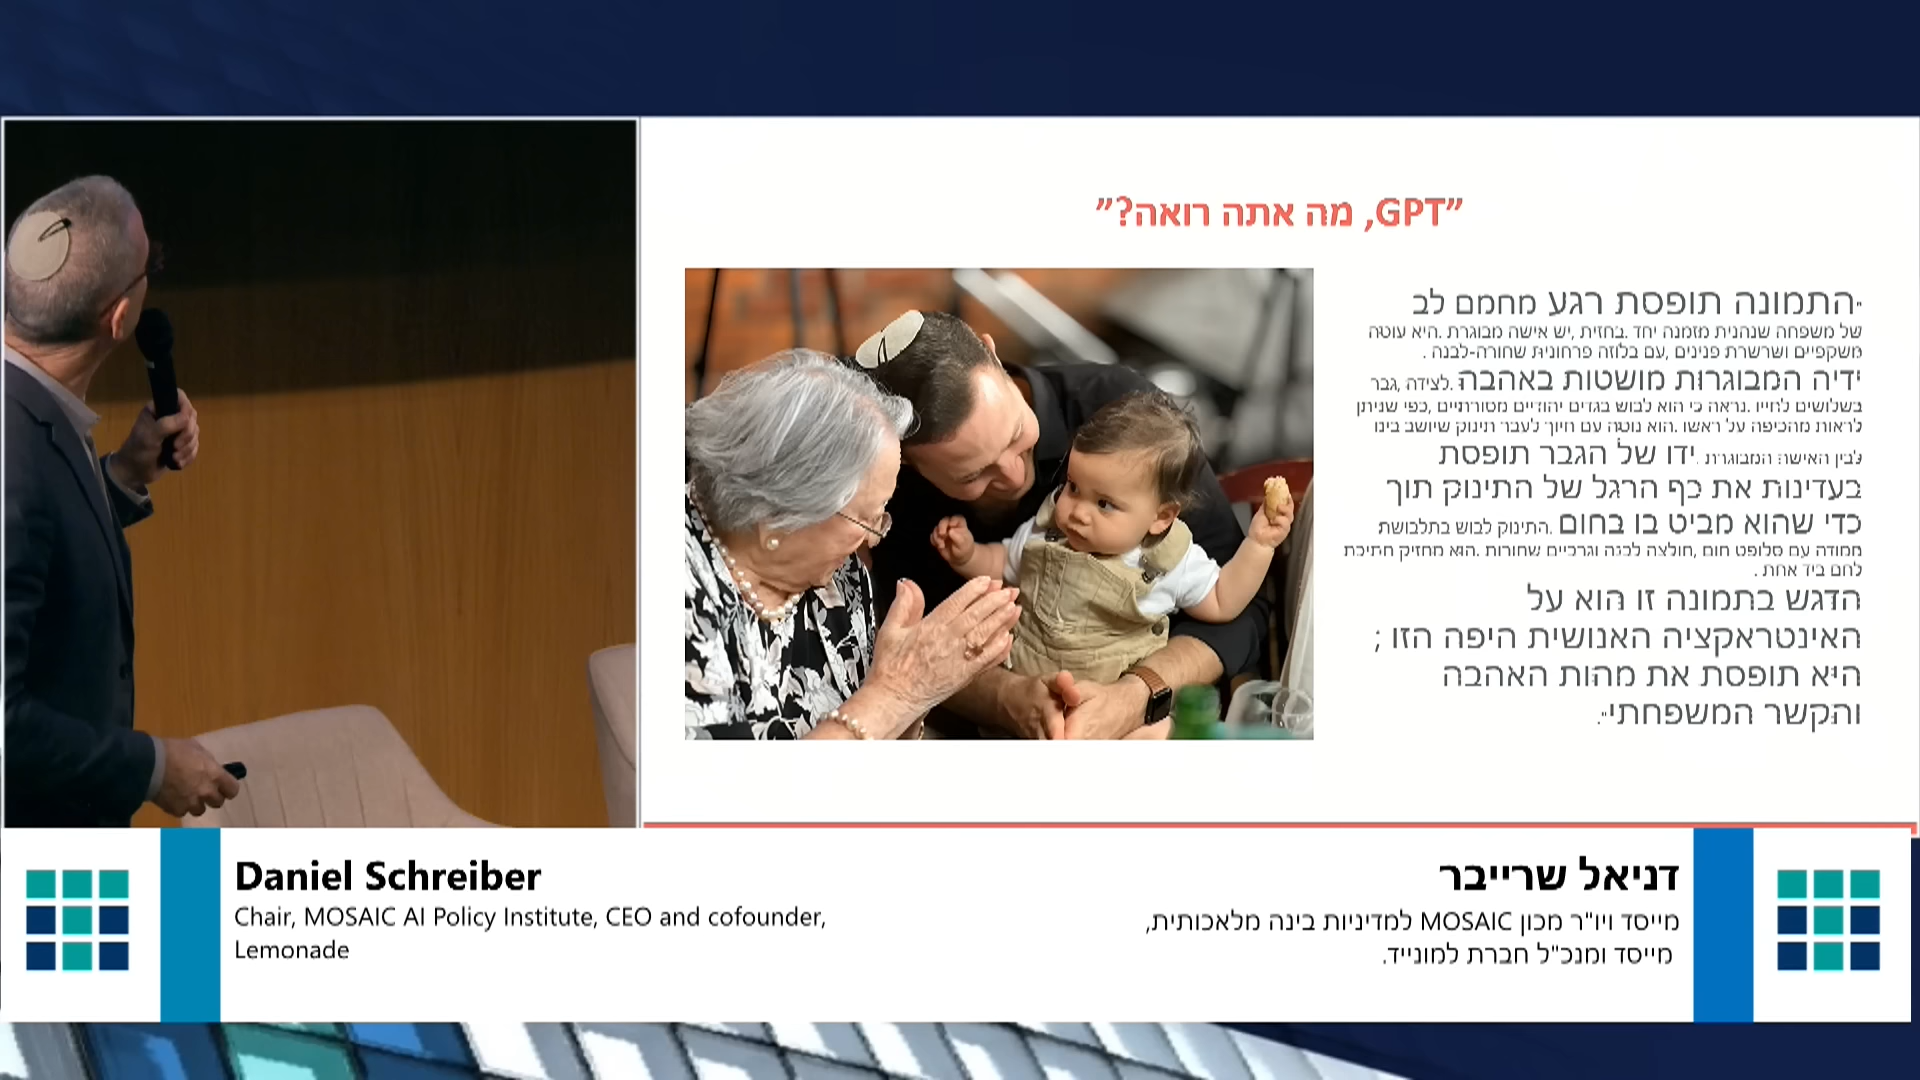 ”GPT, מה אתה רואה?”
"התמונה תופסת רגע מחמם לב
של משפחה שנהנית מזמנה יחד .בחזית ,יש אישה מבוגרת .היא עוטה
משקפיים ושרשרת פנינים ,עם בלוזה פרחונית שחורה-לבנה .
ידיה המבוגרות מושטות באהבה .לצידה ,גבר
בשלושים לחייו .נראה כי הוא לבוש בגדים יהודיים מסורתיים ,כפי שניתן
לראות מהכיפה על ראשו .הוא נוטה עם חיוך לעבר תינוק שיושב בינו
לבין האישה המבוגרת .ידו של הגבר תופסת
בעדינות את כף הרגל של התינוק תוך
כדי שהוא מביט בו בחום .התינוק לבוש בתלבושת
חמודה עם סלופט חום ,חולצה לבנה וגרביים שחורות .הוא מחזיק חתיכת
לחם ביד אחת .
הדגש בתמונה זו הוא על
האינטראקציה האנושית היפה הזו ;
היא תופסת את מהות האהבה
והקשר המשפחתי".
Daniel Schreiber
Chair, MOSAIC AI Policy Institute, CEO and cofounder,
Lemonade
דניאל שרייבר
מייסד ויו"ר מכון MOSAIC למדיניות בינה מלאכותית,
מייסד ומנכ"ל חברת למונייד.